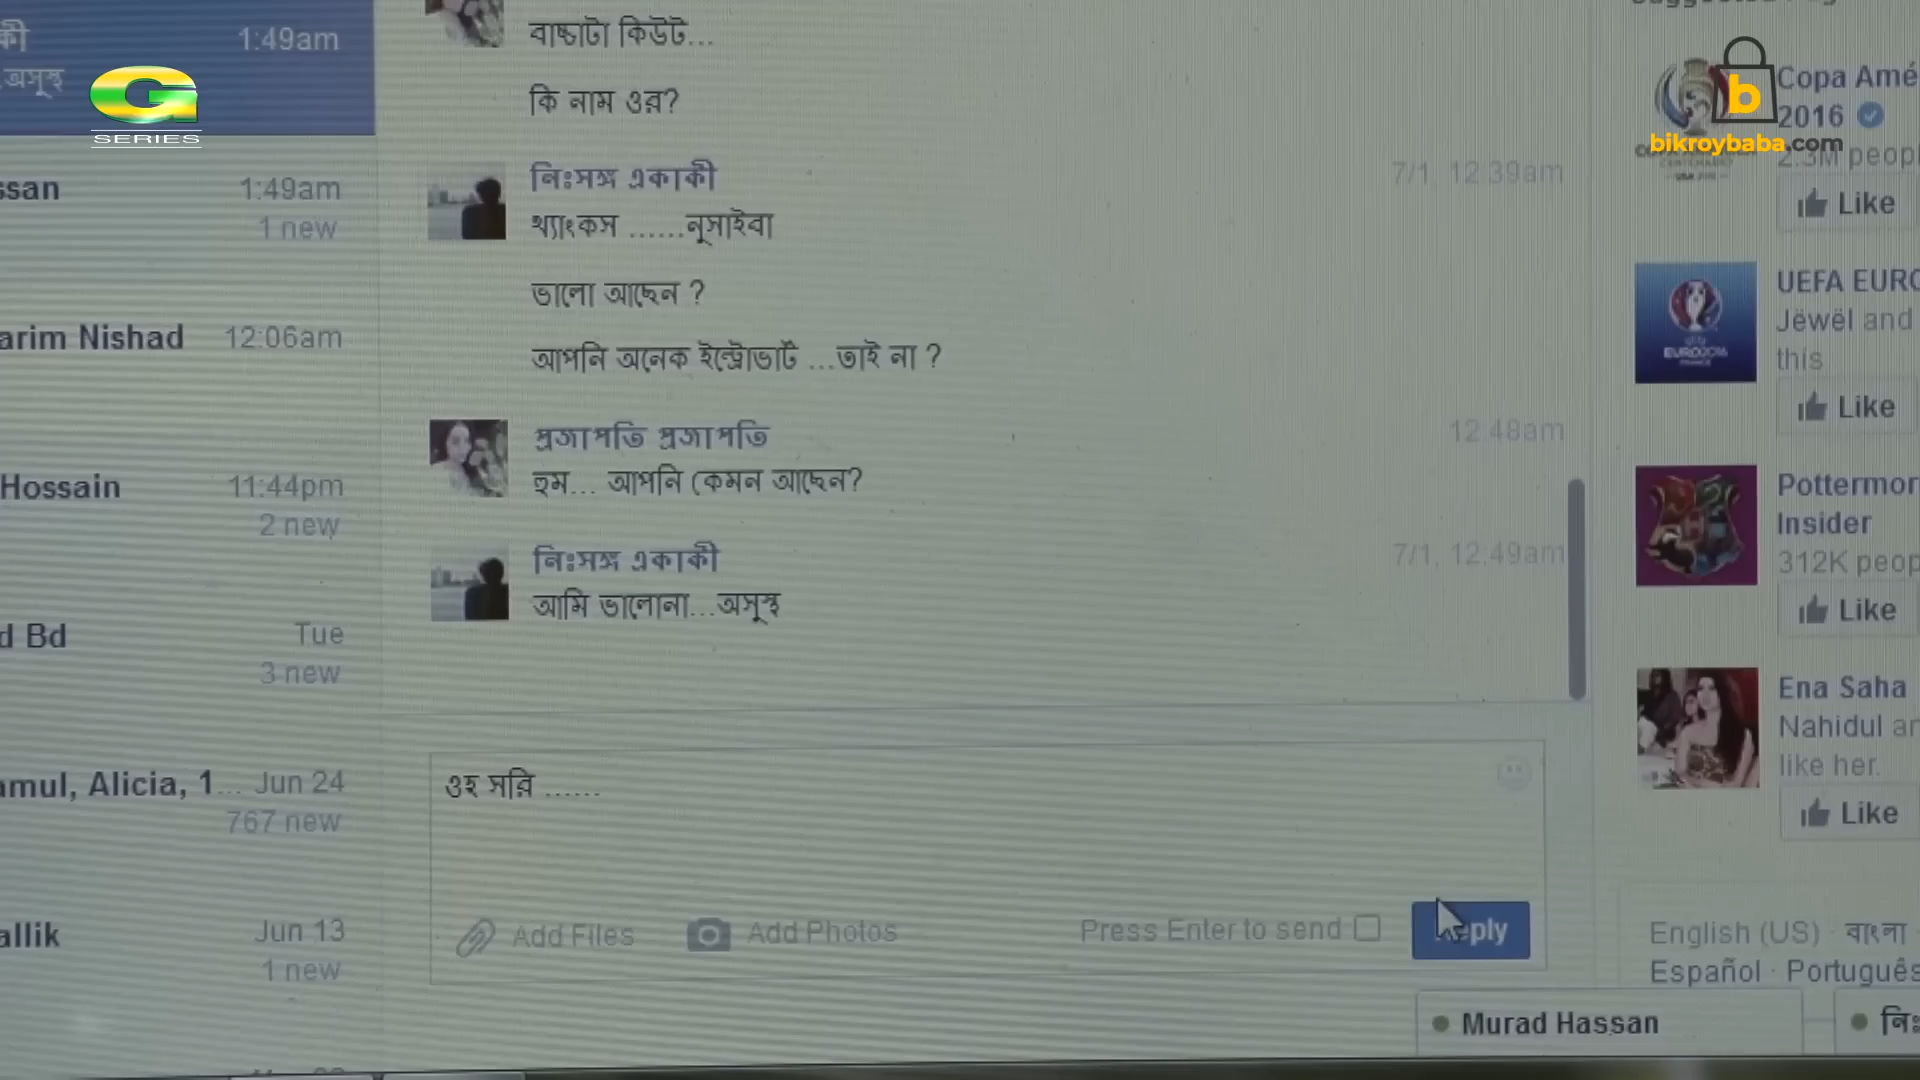 কী 1:49am
অসুস্থ
G
SERIES
1:49am
1 new
arim Nishad 12:06am
Hossain 11:44pm
2 new
d Bd Tue
3 new
amul, Alicia, 1... Jun 24
767 new
allik Jun 13
1 new
বাচ্চাটা কিউট...
কি নাম ওর?
নিঃসঙ্গ একাকী 7/1, 12:39am
থ্যাংকস ......নুসাইবা
ভালো আছেন ?
আপনি অনেক ইন্ট্রোভার্ট ...তাই না ?
প্রজাপতি প্রজাপতি 12:48am
হুম... আপনি কেমন আছেন?
নিঃসঙ্গ একাকী 7/1, 12:49am
আমি ভালোনা...অসুস্থ
ওহ সরি ......
Add Files Add Photos Press Enter to send
Copa Amé
2016
b
bikroybaba.com
2.3M peop
Like
UEFA EURO
Jëwël and
this
EURO2016
Like
Pottermor
Insider
312K peop
Like
Ena Saha
Nahidul ar
like her.
Like
English (US) · বাংলা
Español · Português
Murad Hassan নিঃ